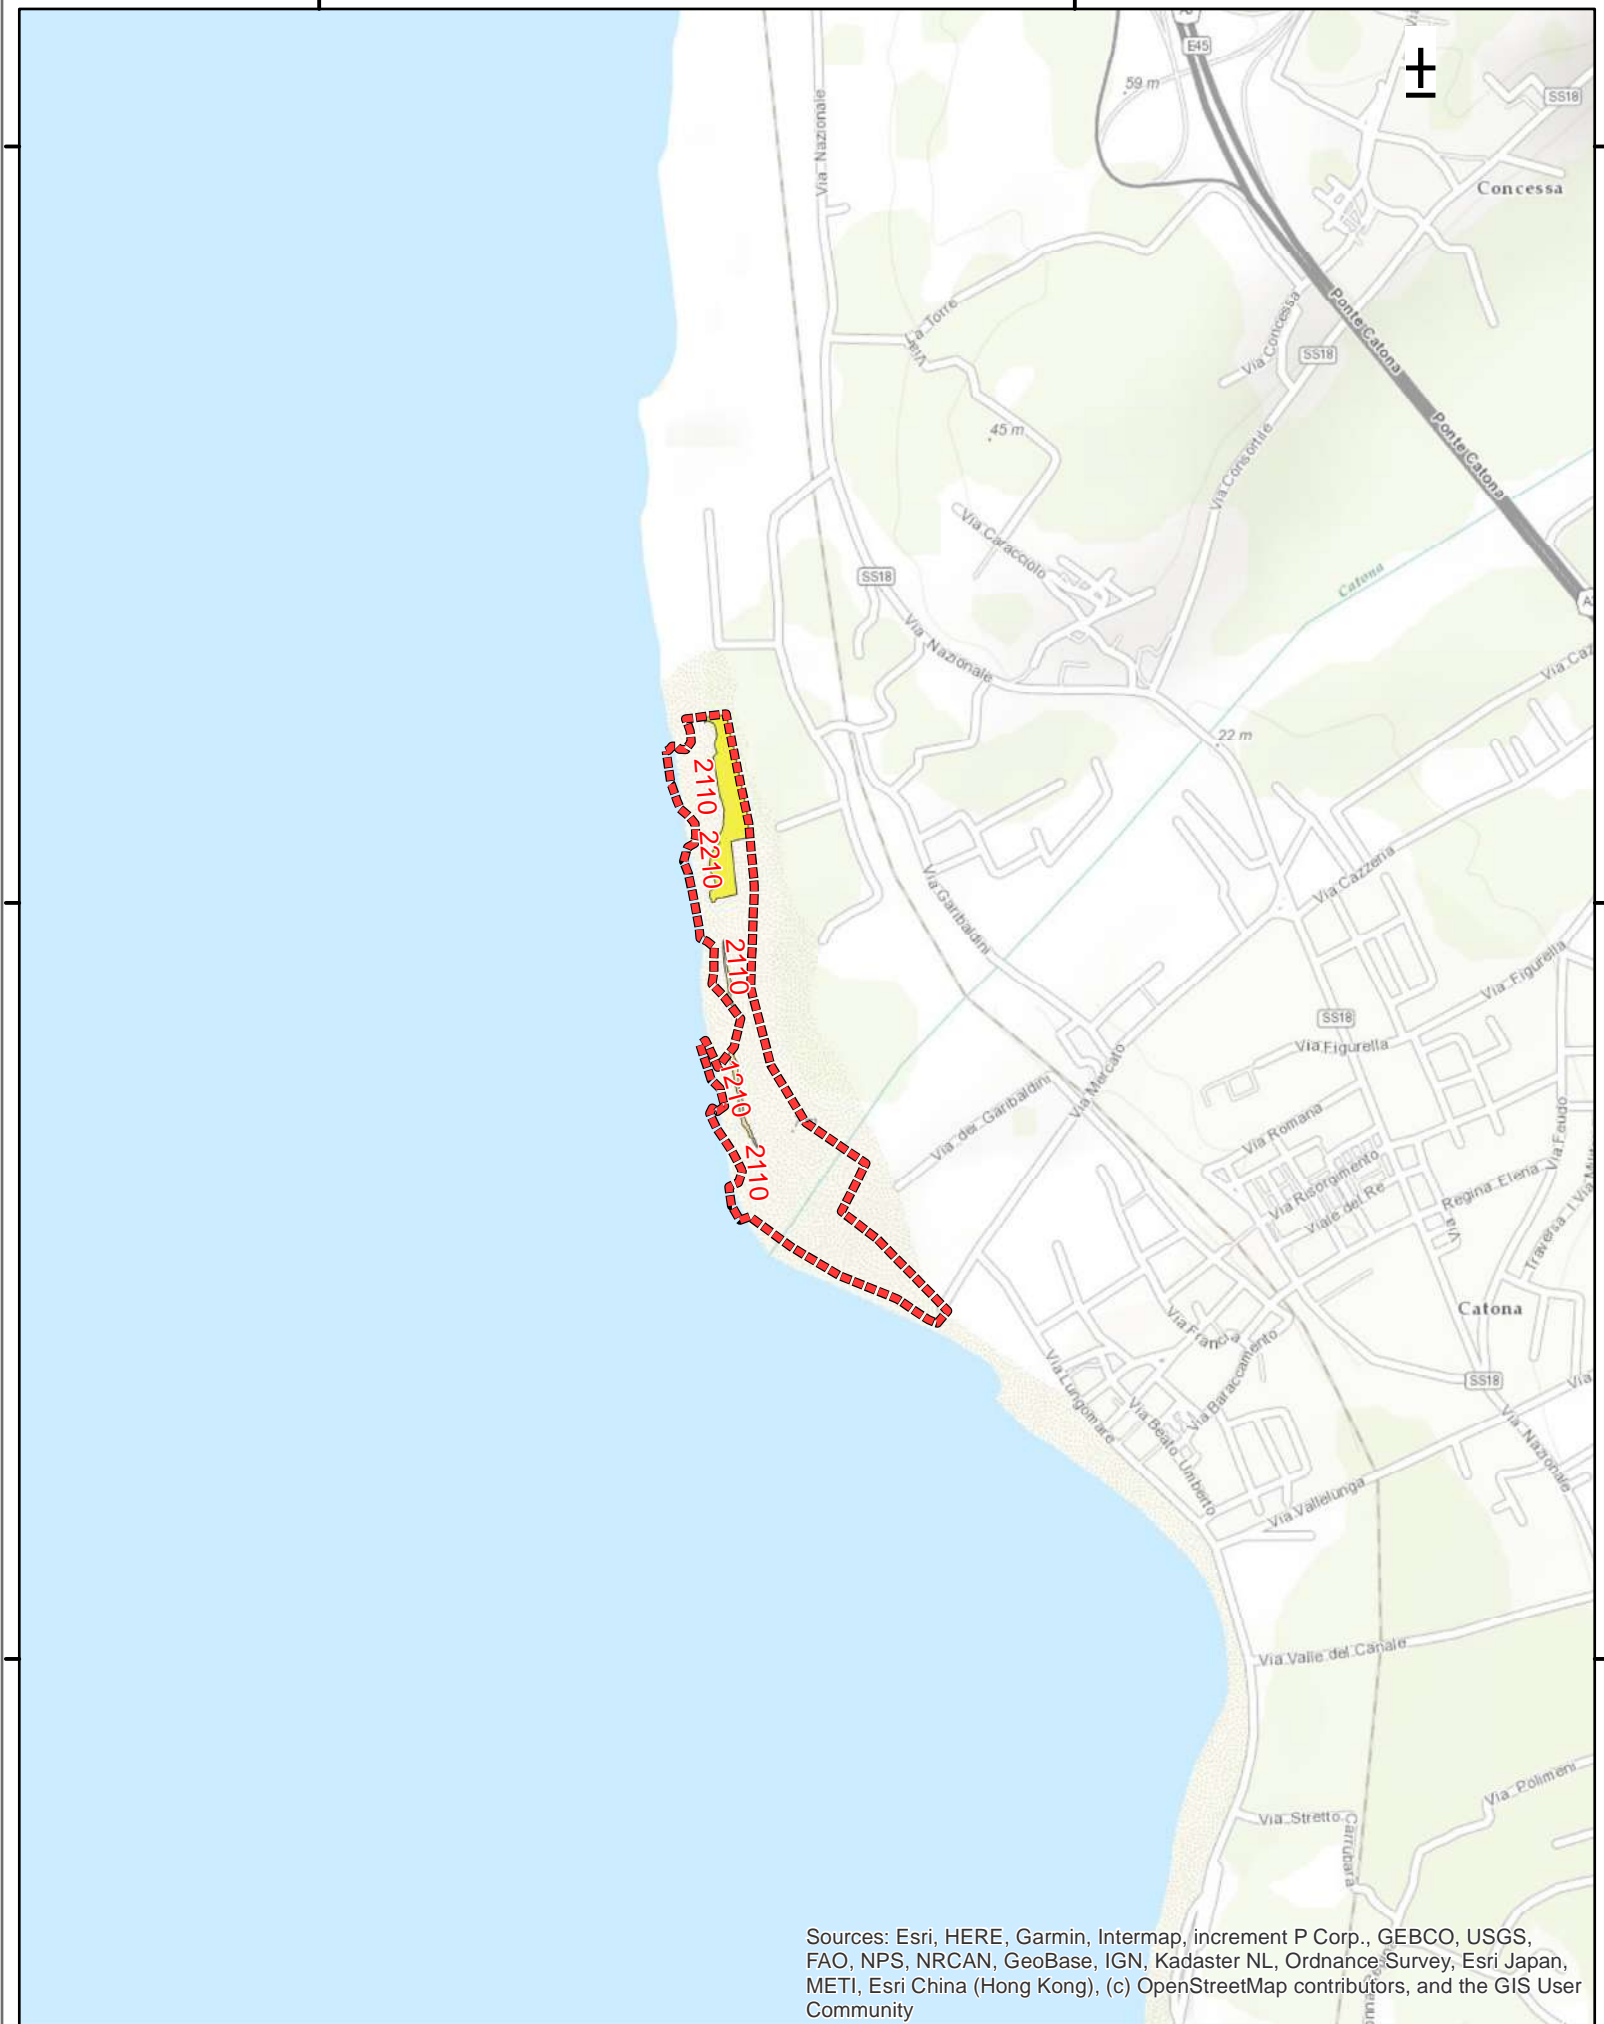 E45
59 m
SS18
Via Nazionale
Concessa
Via La Torre
Via Concessa
SS18
Ponte Catona
Ponte Catona
45 m
Via Consortile
Via Caracciolo
Catona
SS18
Via Nazionale
Via Caz
22 m
2110
2210
Via Cazzena
Via Garibaldini
2110
Via Figurella
SS18
Via Figurella
Via Mercato
1210
Via dei Garibaldini
Via Romana
Via Feudo
2110
Via Risorgimento
Viale del Re
Via Regina Elena
Catona
Via Francia
Via Baraccamento
Via Lungomare
SS18
Via
Via Beato Umberto
Via Nazionale
Via Vallelunga
Via Valle del Canale
Via Polimeni
Via Stretto
Carrubara
Sources: Esri, HERE, Garmin, Intermap, increment P Corp., GEBCO, USGS,
FAO, NPS, NRCAN, GeoBase, IGN, Kadaster NL, Ordnance Survey, Esri Japan,
METI, Esri China (Hong Kong), (c) OpenStreetMap contributors, and the GIS User
Community